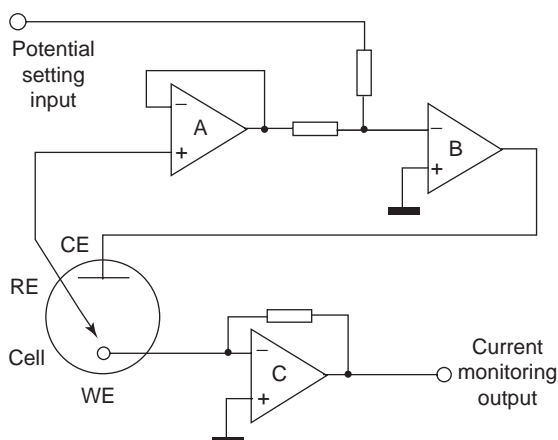 Potential
setting
input
−
A
+
−
B
+
CE
RE
Cell
WE
−
C
+
Current
monitoring
output